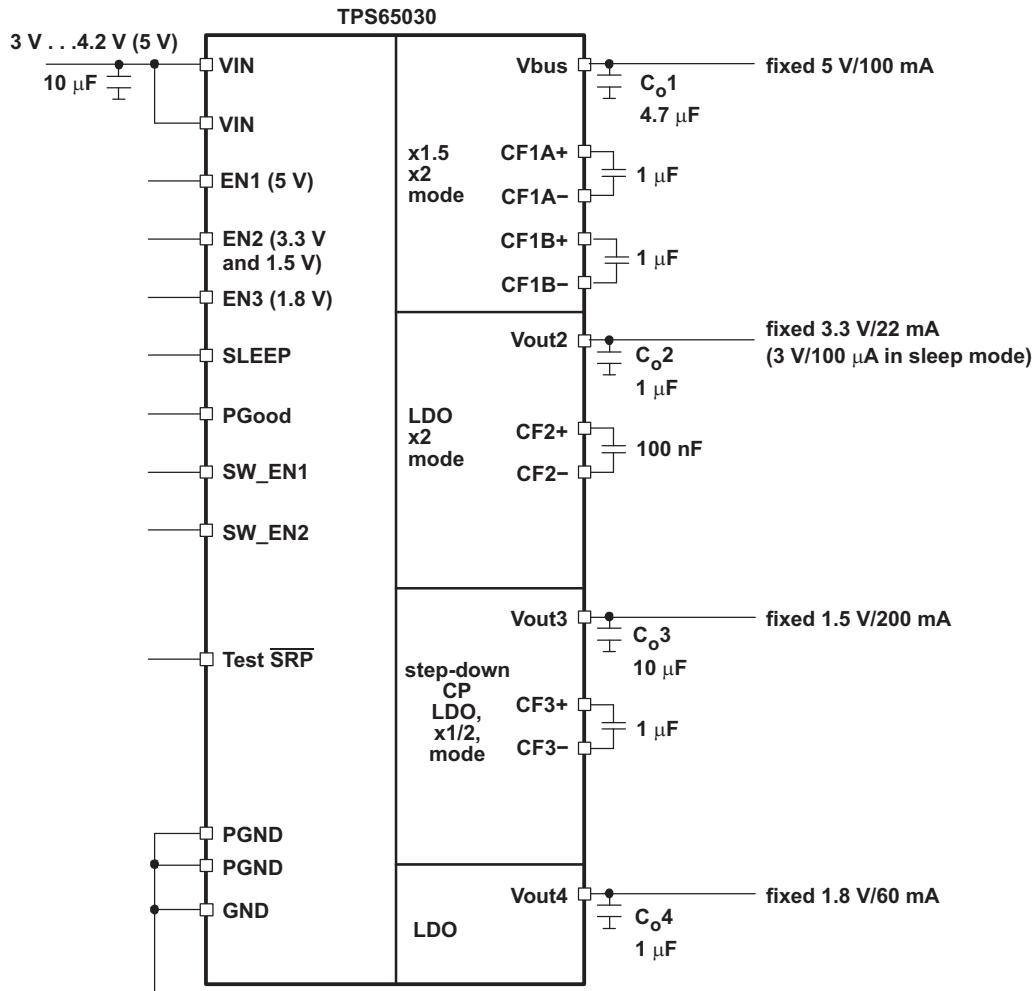 TPS65030
3 V . . .4.2 V (5 V)
10 μF
VIN
VIN
EN1 (5 V)
EN2 (3.3 V
and 1.5 V)
EN3 (1.8 V)
SLEEP
PGood
SW_EN1
SW_EN2
Test SRP
PGND
PGND
GND
x1.5
x2
mode
Vbus
CF1A+
CF1A−
CF1B+
CF1B−
Co1
4.7 μF
fixed 5 V/100 mA
1 μF
1 μF
LDO
x2
mode
Vout2
CF2+
CF2−
Co2
1 μF
fixed 3.3 V/22 mA
(3 V/100 μA in sleep mode)
100 nF
step-down
CP
LDO,
x1/2,
mode
Vout3
CF3+
CF3−
Co3
10 μF
fixed 1.5 V/200 mA
1 μF
LDO
Vout4
Co4
1 μF
fixed 1.8 V/60 mA